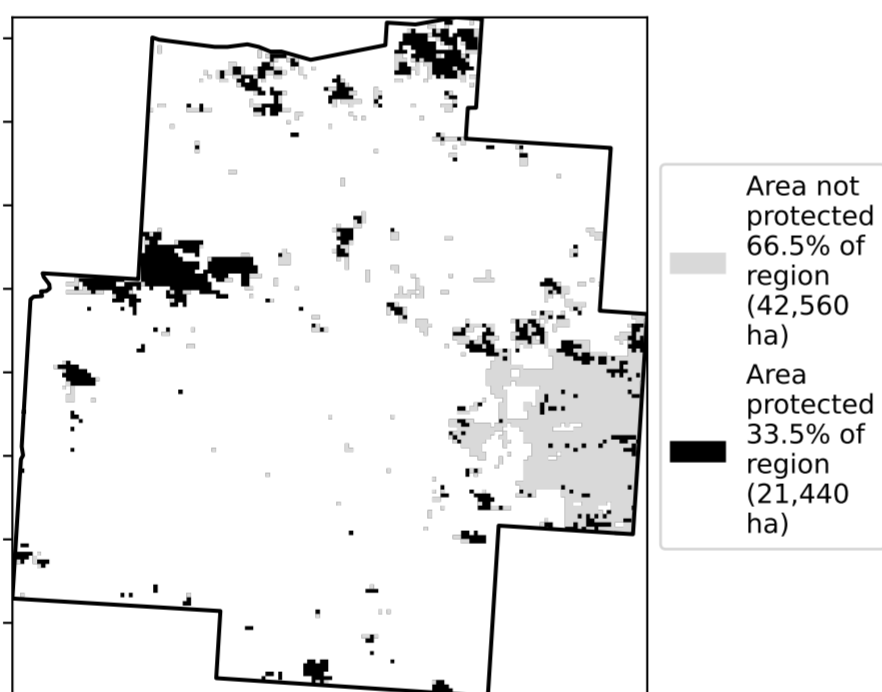 Area not
protected
66.5% of
region
(42,560
ha)
Area
protected
33.5% of
region
(21,440
ha)